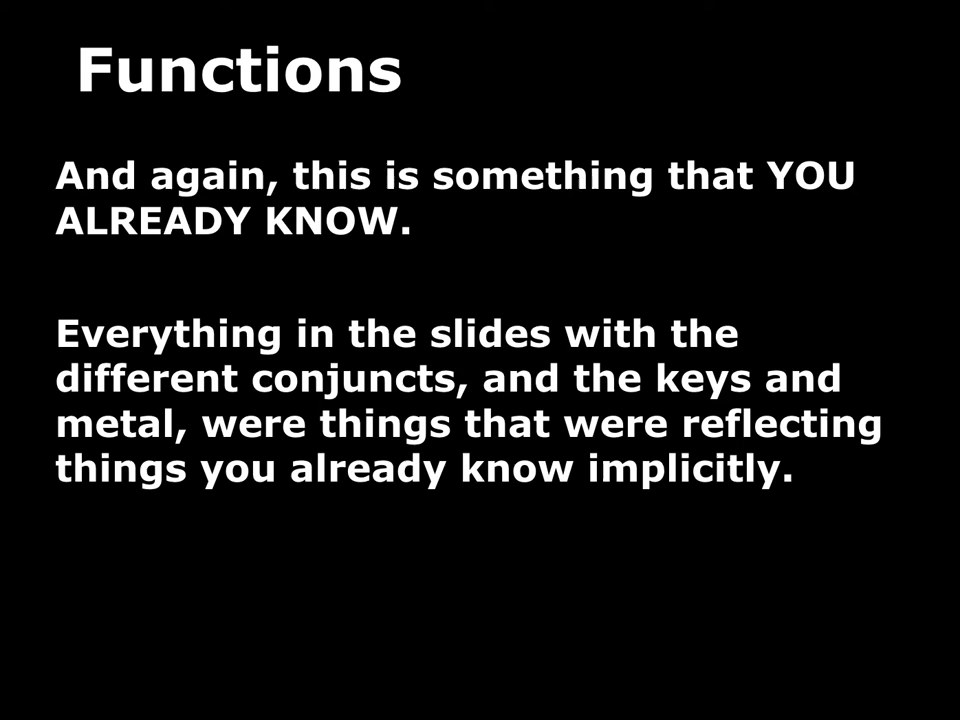 Functions
And again, this is something that YOU
ALREADY KNOW.
Everything in the slides with the
different conjuncts, and the keys and
metal, were things that were reflecting
things you already know implicitly.